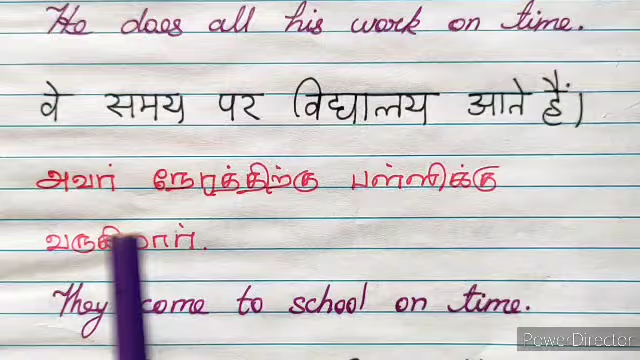 He does all his work on time.
वे समय पर विद्यालय आते हैं।
அவர் நேரத்திற்கு பள்ளிக்கு
வருகிறார்.
They come to school on time.
PowerDirector